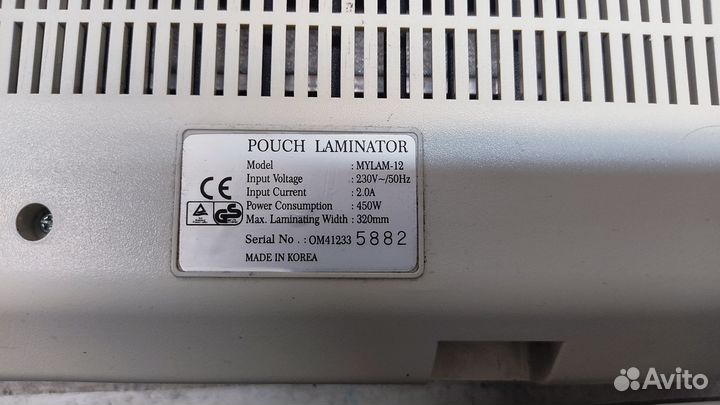 POUCH LAMINATOR
Model : MYLAM-12
Input Voltage : 230V~/50Hz
Input Current : 2.0A
Power Consumption : 450W
Max. Laminating Width : 320mm
Serial No. : OM41233 5882
MADE IN KOREA
CE
GS
Avito